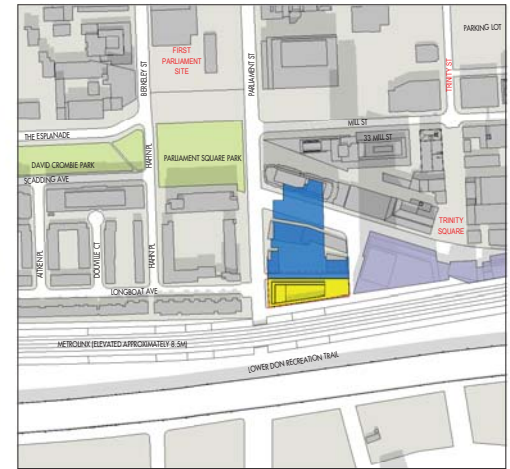 PARKING LOT
BERKELEY ST
FIRST
PARLIAMENT
SITE
PARLIAMENT ST
TRINITY ST
MILL ST
THE ESPLANADE
33 MILL ST
HAHN PL
PARLIAMENT SQUARE PARK
DAVID CROMBIE PARK
SCADDING AVE
TRINITY
SQUARE
AITKEN PL
DOUVILLE CT
HAHN PL
LONGBOAT AVE
METROLINX (ELEVATED APPROXIMATELY 8.5M)
LOWER DON RECREATION TRAIL